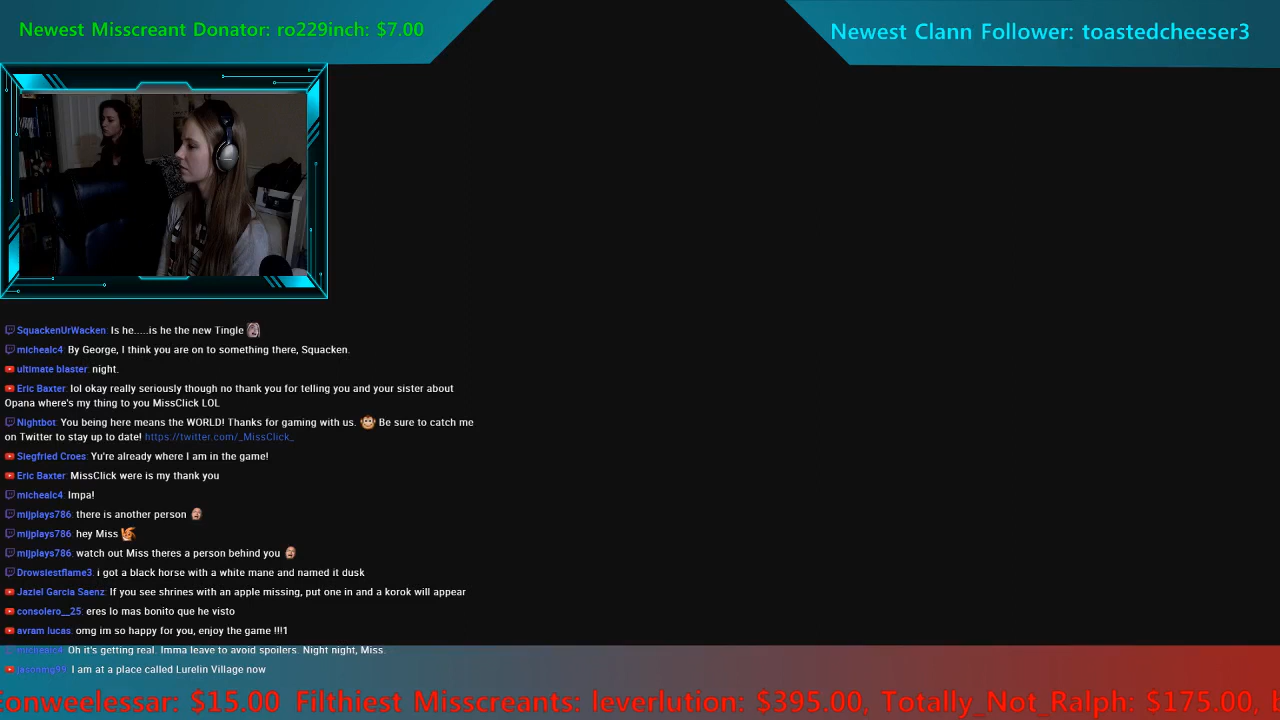 Newest Misscreant Donator: ro229inch: $7.00
Newest Clann Follower: toastedcheeser3
SquackenUrWacken: Is he.....is he the new Tingle
michealc4: By George, I think you are on to something there, Squacken.
ultimate blaster: night.
Eric Baxter: lol okay really seriously though no thank you for telling you and your sister about
Opana where's my thing to you MissClick LOL
Nightbot: You being here means the WORLD! Thanks for gaming with us. Be sure to catch me
on Twitter to stay up to date! https://twitter.com/_MissClick_
Siegfried Croes: Yu're already where I am in the game!
Eric Baxter: MissClick were is my thank you
michealc4: Impa!
mijplays786: there is another person
mijplays786: hey Miss
mijplays786: watch out Miss theres a person behind you
Drowsiestflame3: i got a black horse with a white mane and named it dusk
Jaziel Garcia Saenz: If you see shrines with an apple missing, put one in and a korok will appear
consolero__25: eres lo mas bonito que he visto
avram lucas: omg im so happy for you, enjoy the game !!!1
michealc4: Oh it's getting real. Imma leave to avoid spoilers. Night night, Miss.
jasonmg99: I am at a place called Lurelin Village now
Eonweelessar: $15.00 Filthiest Misscreants: leverlution: $395.00, Totally_Not_Ralph: $175.00,